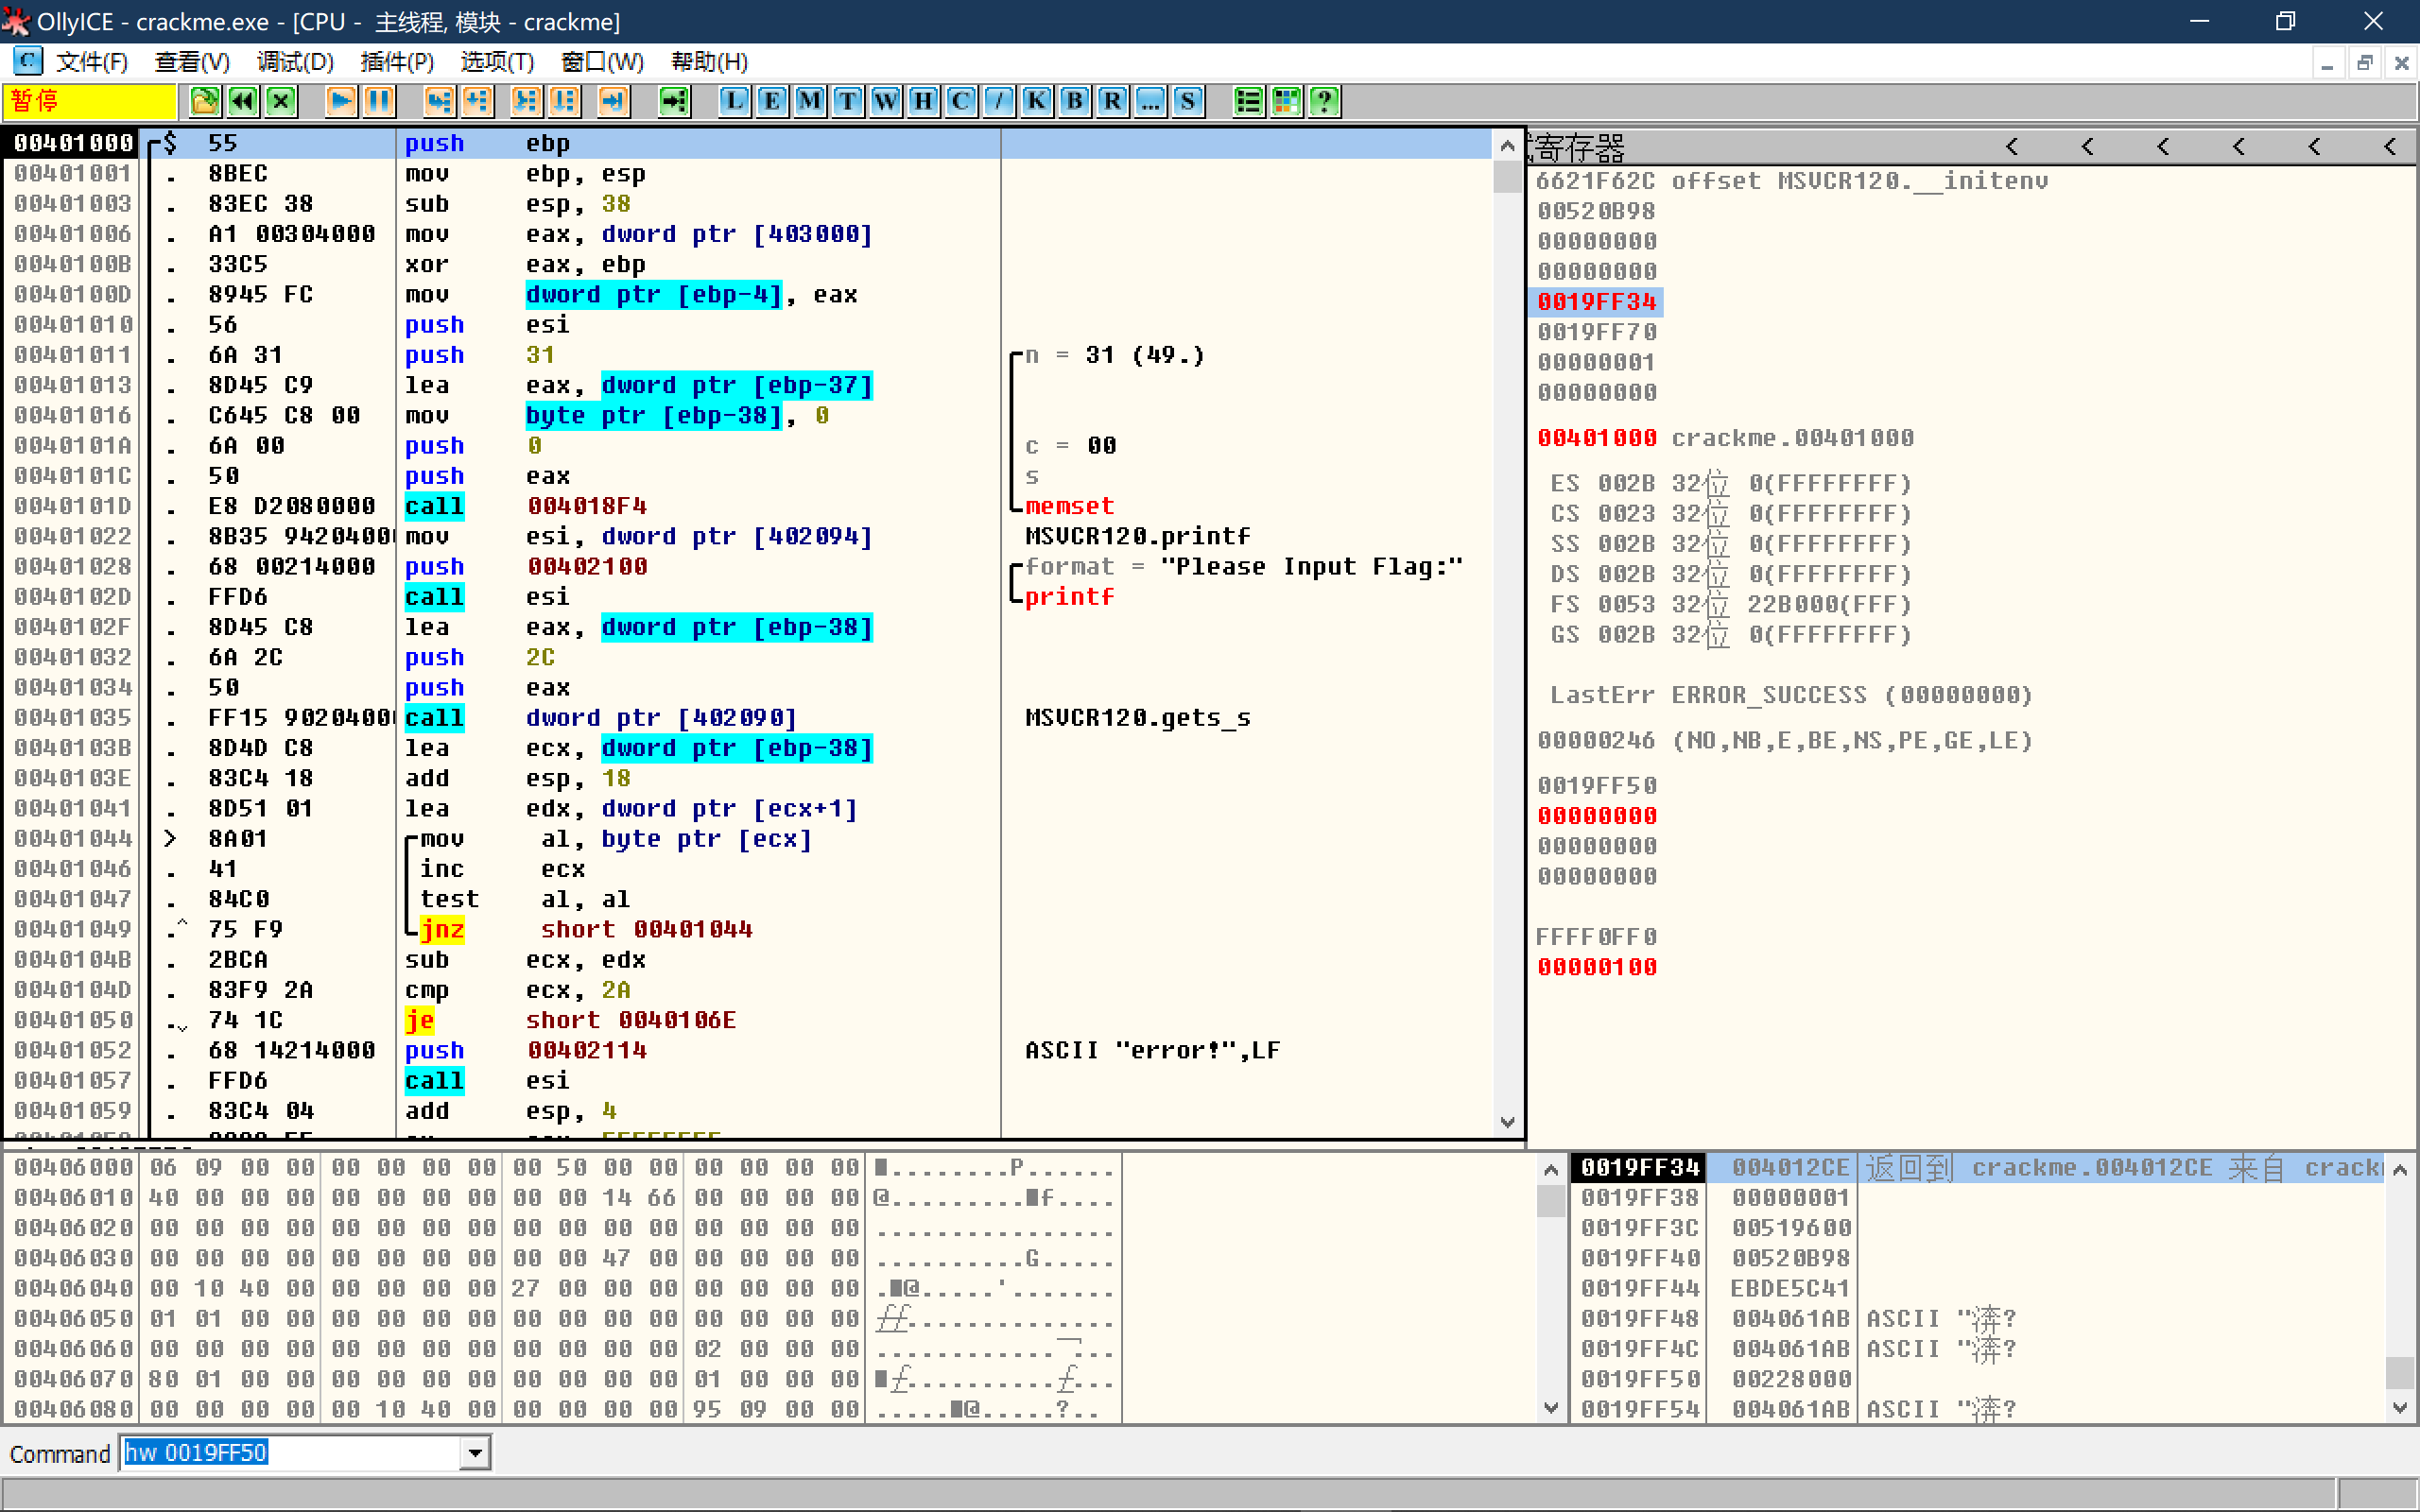 OllyICE - crackme.exe - [CPU - 主线程, 模块 - crackme]
文件(F) 查看(V) 调试(D) 插件(P) 选项(T) 窗口(W) 帮助(H)
暂停 L E M T W H C / K B R ... S ?
00401000 $ 55 push ebp
00401001 . 8BEC mov ebp, esp
00401003 . 83EC 38 sub esp, 38
00401006 . A1 00304000 mov eax, dword ptr [403000]
0040100B . 33C5 xor eax, ebp
0040100D . 8945 FC mov dword ptr [ebp-4], eax
00401010 . 56 push esi
00401011 . 6A 31 push 31 n = 31 (49.)
00401013 . 8D45 C9 lea eax, dword ptr [ebp-37]
00401016 . C645 C8 00 mov byte ptr [ebp-38], 0
0040101A . 6A 00 push 0 c = 00
0040101C . 50 push eax s
0040101D . E8 D2080000 call 004018F4 memset
00401022 . 8B35 9420400 mov esi, dword ptr [402094] MSVCR120.printf
00401028 . 68 00214000 push 00402100 format = "Please Input Flag:"
0040102D . FFD6 call esi printf
0040102F . 8D45 C8 lea eax, dword ptr [ebp-38]
00401032 . 6A 2C push 2C
00401034 . 50 push eax
00401035 . FF15 9020400 call dword ptr [402090] MSVCR120.gets_s
0040103B . 8D4D C8 lea ecx, dword ptr [ebp-38]
0040103E . 83C4 18 add esp, 18
00401041 . 8D51 01 lea edx, dword ptr [ecx+1]
00401044 > 8A01 mov al, byte ptr [ecx]
00401046 . 41 inc ecx
00401047 . 84C0 test al, al
00401049 .^ 75 F9 jnz short 00401044
0040104B . 2BCA sub ecx, edx
0040104D . 83F9 2A cmp ecx, 2A
00401050 .v 74 1C je short 0040106E
00401052 . 68 14214000 push 00402114 ASCII "error!",LF
00401057 . FFD6 call esi
00401059 . 83C4 04 add esp, 4
寄存器 < < < < < <
6621F62C offset MSVCR120.__initenv
00520B98
00000000
00000000
0019FF34
0019FF70
00000001
00000000
00401000 crackme.00401000
ES 002B 32位 0(FFFFFFFF)
CS 0023 32位 0(FFFFFFFF)
SS 002B 32位 0(FFFFFFFF)
DS 002B 32位 0(FFFFFFFF)
FS 0053 32位 22B000(FFF)
GS 002B 32位 0(FFFFFFFF)
LastErr ERROR_SUCCESS (00000000)
00000246 (NO,NB,E,BE,NS,PE,GE,LE)
0019FF50
00000000
00000000
00000000
FFFF0FF0
00000100
00406000 06 09 00 00 00 00 00 00 00 50 00 00 00 00 00 00 ........P......
00406010 40 00 00 00 00 00 00 00 00 00 14 66 00 00 00 00 @.........f....
00406020 00 00 00 00 00 00 00 00 00 00 00 00 00 00 00 00 ................
00406030 00 00 00 00 00 00 00 00 00 00 47 00 00 00 00 00 ..........G.....
00406040 00 10 40 00 00 00 00 00 27 00 00 00 00 00 00 00 .@.....'.......
00406050 01 01 00 00 00 00 00 00 00 00 00 00 00 00 00 00 ..............
00406060 00 00 00 00 00 00 00 00 00 00 00 00 02 00 00 00 ...............
00406070 80 01 00 00 00 00 00 00 00 00 00 00 01 00 00 00 ..........…
00406080 00 00 00 00 00 10 40 00 00 00 00 00 95 09 00 00 .....@.....?..
0019FF34 004012CE 返回到 crackme.004012CE 来自 crack
0019FF38 00000001
0019FF3C 00519600
0019FF40 00520B98
0019FF44 EBDE5C41
0019FF48 004061AB ASCII "渀?
0019FF4C 004061AB ASCII "
0019FF50 00228000
0019FF54 004061AB ASCII "
Command hw 0019FF50